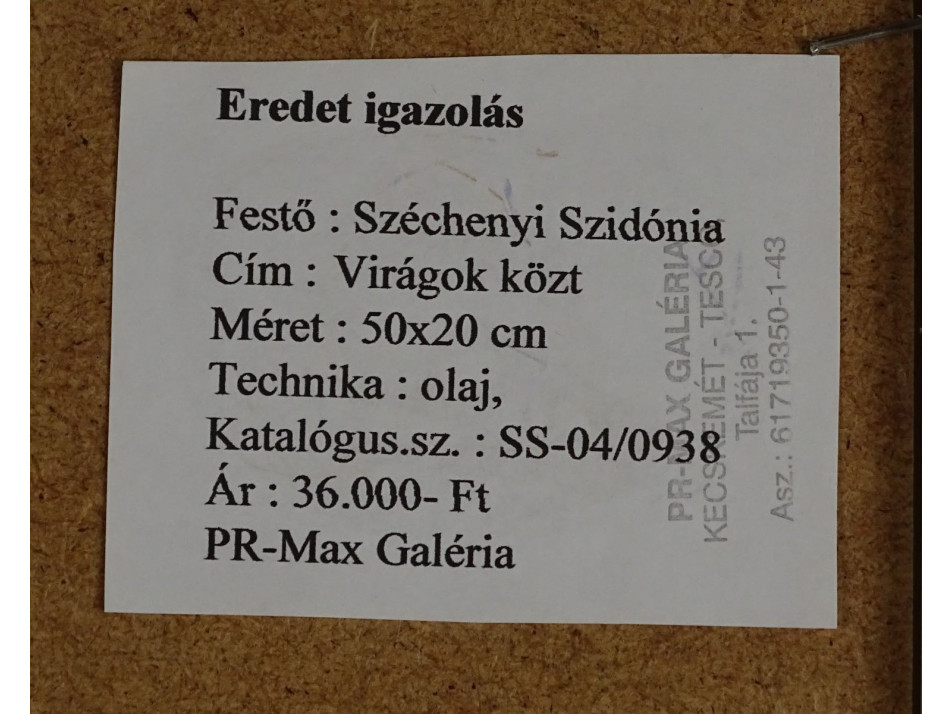 Eredet igazolás
Festő : Széchenyi Szidónia
Cím : Virágok közt
Méret : 50x20 cm
Technika : olaj,
Katalógus.sz. : SS-04/0938
Ár : 36.000- Ft
PR-Max Galéria
PR-MAX GALÉRIA
KECSKEMÉT - TESCO
Talfája 1.
Asz.: 61719350-1-43